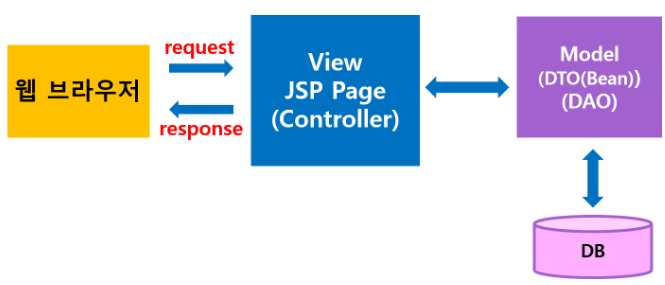 웹 브라우저
request
response
View
JSP Page
(Controller)
Model
(DTO(Bean))
(DAO)
DB